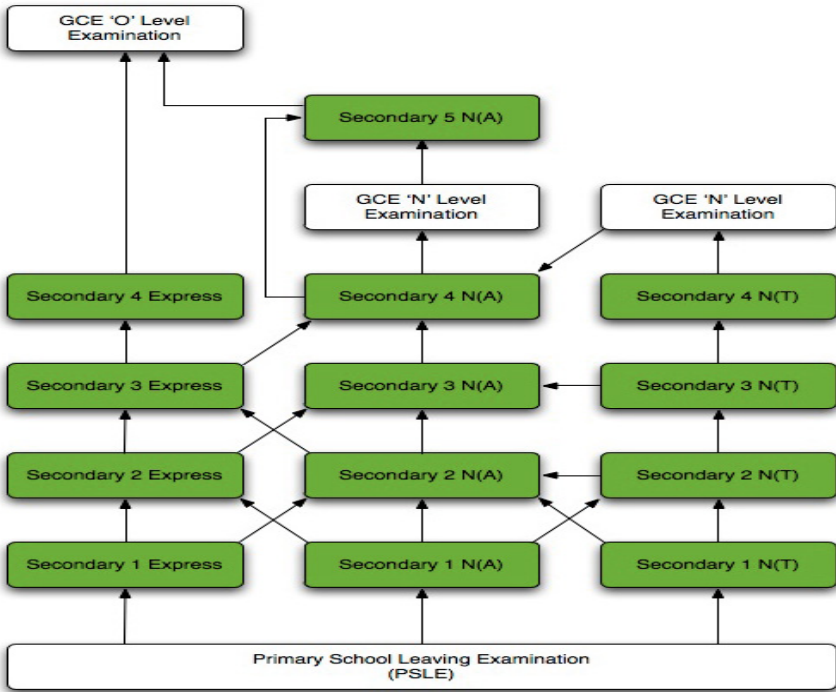 GCE ‘O’ Level
Examination
Secondary 5 N(A)
GCE ‘N’ Level
Examination
GCE ‘N’ Level
Examination
Secondary 4 Express
Secondary 4 N(A)
Secondary 4 N(T)
Secondary 3 Express
Secondary 3 N(A)
Secondary 3 N(T)
Secondary 2 Express
Secondary 2 N(A)
Secondary 2 N(T)
Secondary 1 Express
Secondary 1 N(A)
Secondary 1 N(T)
Primary School Leaving Examination
(PSLE)